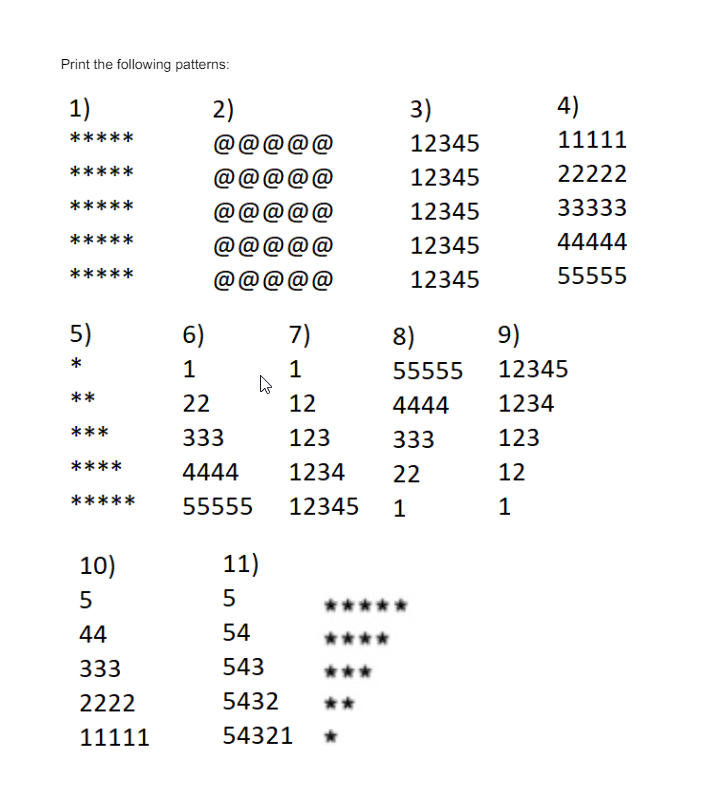 Print the following patterns:
1) 2) 3) 4)
***** @@@@@ 12345 11111
***** @@@@@ 12345 22222
***** @@@@@ 12345 33333
***** @@@@@ 12345 44444
***** @@@@@ 12345 55555
5) 6) 7) 8) 9)
* 1 1 55555 12345
** 22 12 4444 1234
*** 333 123 333 123
**** 4444 1234 22 12
***** 55555 12345 1 1
10) 11)
5 5 ★★★★★
44 54 ★★★★
333 543 ★★★
2222 5432 ★★
11111 54321 ★